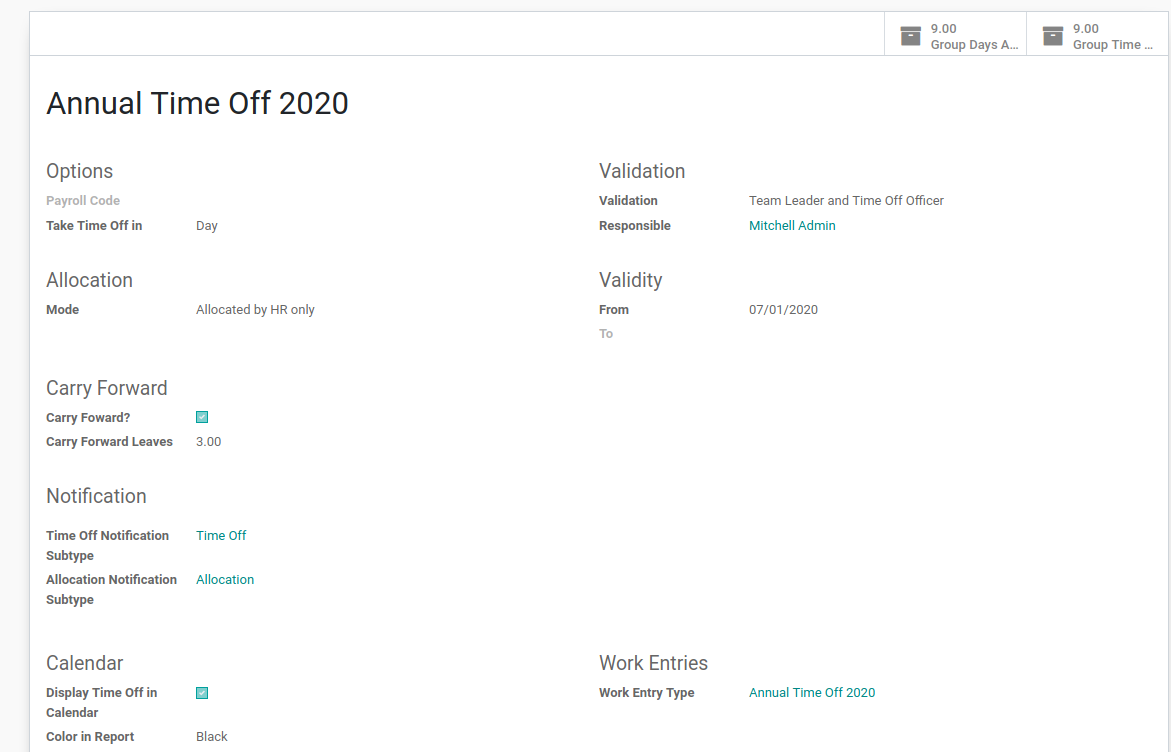 9.00
Group Days A...
9.00
Group Time ...
Annual Time Off 2020
Options
Payroll Code
Take Time Off in Day
Validation
Validation Team Leader and Time Off Officer
Responsible Mitchell Admin
Allocation
Mode Allocated by HR only
Validity
From 07/01/2020
To
Carry Forward
Carry Foward?
Carry Forward Leaves 3.00
Notification
Time Off Notification Time Off
Subtype
Allocation Notification Allocation
Subtype
Calendar
Display Time Off in
Calendar
Color in Report Black
Work Entries
Work Entry Type Annual Time Off 2020